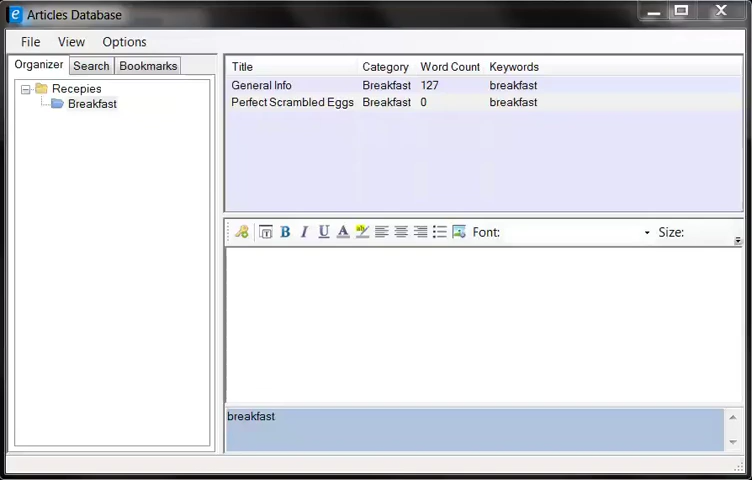 Articles Database
File View Options
Organizer Search Bookmarks
Recepies
Breakfast
Title Category Word Count Keywords
General Info Breakfast 127 breakfast
Perfect Scrambled Eggs Breakfast 0 breakfast
B I U A Font: Size:
breakfast